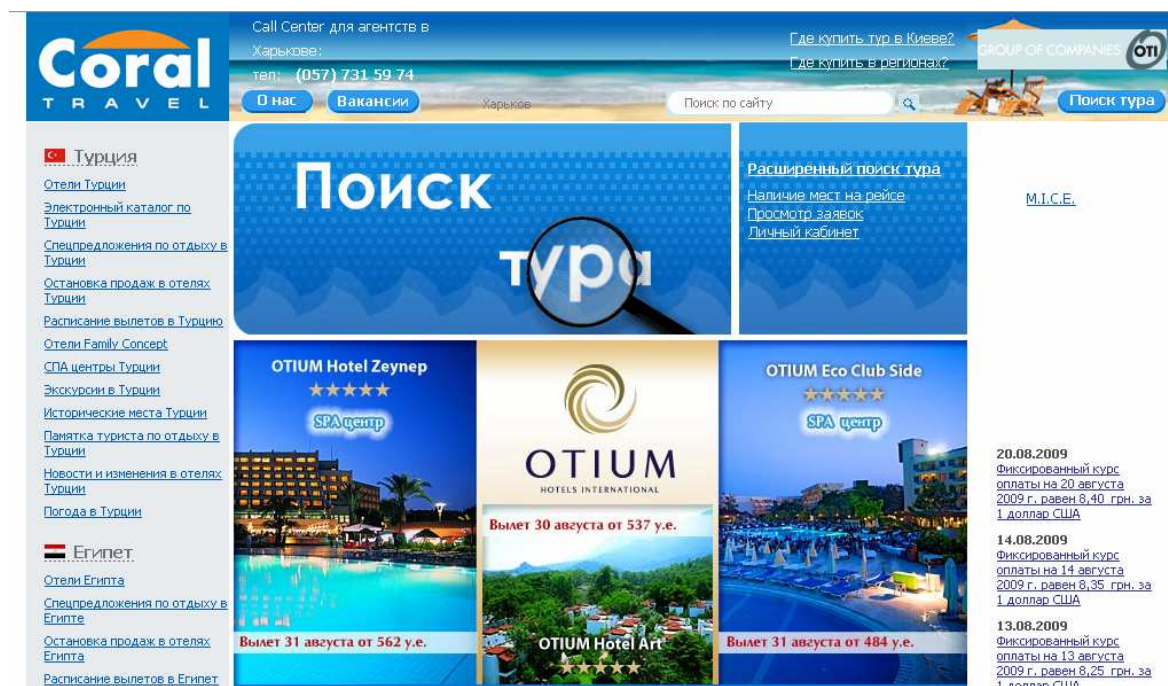 Coral
TRAVEL
Call Center для агентств в
Харькове:
тел: (057) 731 59 74
О нас
Вакансии
Харьков
Где купить тур в Киеве?
Где купить в регионах?
Поиск по сайту
GROUP OF COMPANIES OTI
Поиск тура
Турция
Отели Турции
Электронный каталог по
Турции
Спецпредложения по отдыху в
Турции
Остановка продаж в отелях
Турции
Расписание вылетов в Турцию
Отели Family Concept
СПА центры Турции
Экскурсии в Турции
Исторические места Турции
Памятка туриста по отдыху в
Турции
Новости и изменения в отелях
Турции
Погода в Турции
Египет
Отели Египта
Спецпредложения по отдыху в
Египте
Остановка продаж в отелях
Египта
Расписание вылетов в Египет
Поиск
тура
Расширенный поиск тура
Наличие мест на рейсе
Просмотр заявок
Личный кабинет
M.I.C.E.
OTIUM Hotel Zeynep
SPA центр
Вылет 31 августа от 562 у.е.
OTIUM
HOTELS INTERNATIONAL
Вылет 30 августа от 537 у.е.
OTIUM Hotel Art
OTIUM Eco Club Side
SPA центр
Вылет 31 августа от 484 у.е.
20.08.2009
Фиксированный курс
оплаты на 20 августа
2009 г. равен 8,40 грн. за
1 доллар США
14.08.2009
Фиксированный курс
оплаты на 14 августа
2009 г. равен 8,35 грн. за
1 доллар США
13.08.2009
Фиксированный курс
оплаты на 13 августа
2009 г. равен 8,25 грн. за
1 доллар США